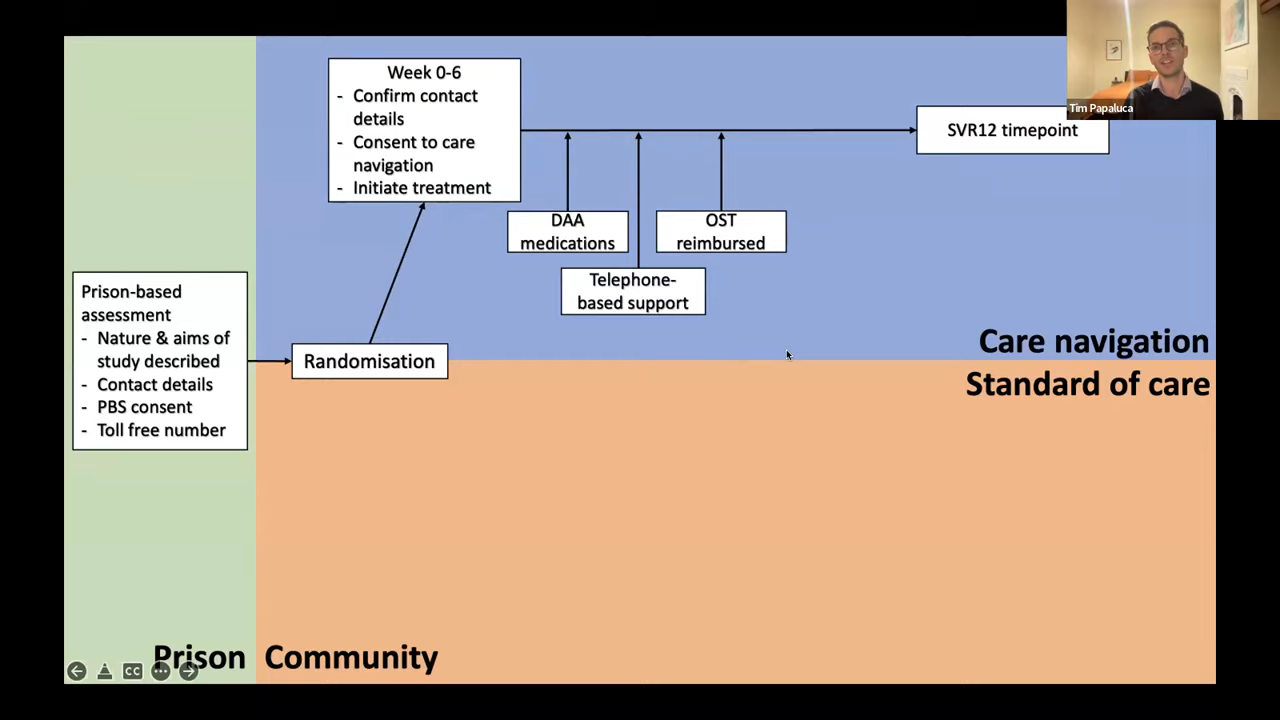 Tim Papaluca
Week 0-6
- Confirm contact
details
- Consent to care
navigation
- Initiate treatment
SVR12 timepoint
DAA
medications
OST
reimbursed
Telephone-
based support
Prison-based
assessment
- Nature & aims of
study described
- Contact details
- PBS consent
- Toll free number
Randomisation
Care navigation
Standard of care
Prison
Community
CC